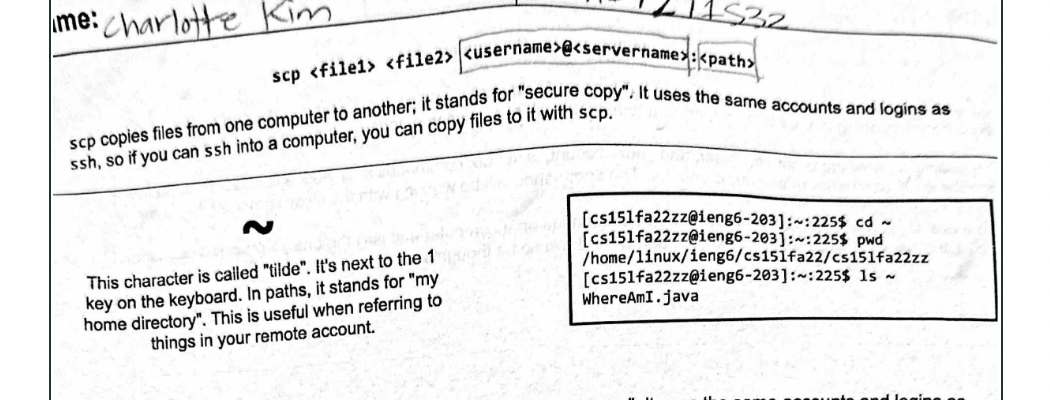 ame: Charlotte Kim
scp <file1> <file2> <username>@<servername>:<path>
scp copies files from one computer to another; it stands for "secure copy". It uses the same accounts and logins as
ssh, so if you can ssh into a computer, you can copy files to it with scp.
~
This character is called "tilde". It's next to the 1
key on the keyboard. In paths, it stands for "my
home directory". This is useful when referring to
things in your remote account.
[cs15lfa22zz@ieng6-203]:~:225$ cd ~
[cs15lfa22zz@ieng6-203]:~:225$ pwd
/home/linux/ieng6/cs15lfa22/cs15lfa22zz
[cs15lfa22zz@ieng6-203]:~:225$ ls ~
WhereAmI.java